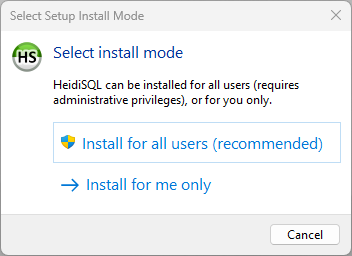 Select Setup Install Mode
HS
Select install mode
HeidiSQL can be installed for all users (requires
administrative privileges), or for you only.
Install for all users (recommended)
Install for me only
Cancel